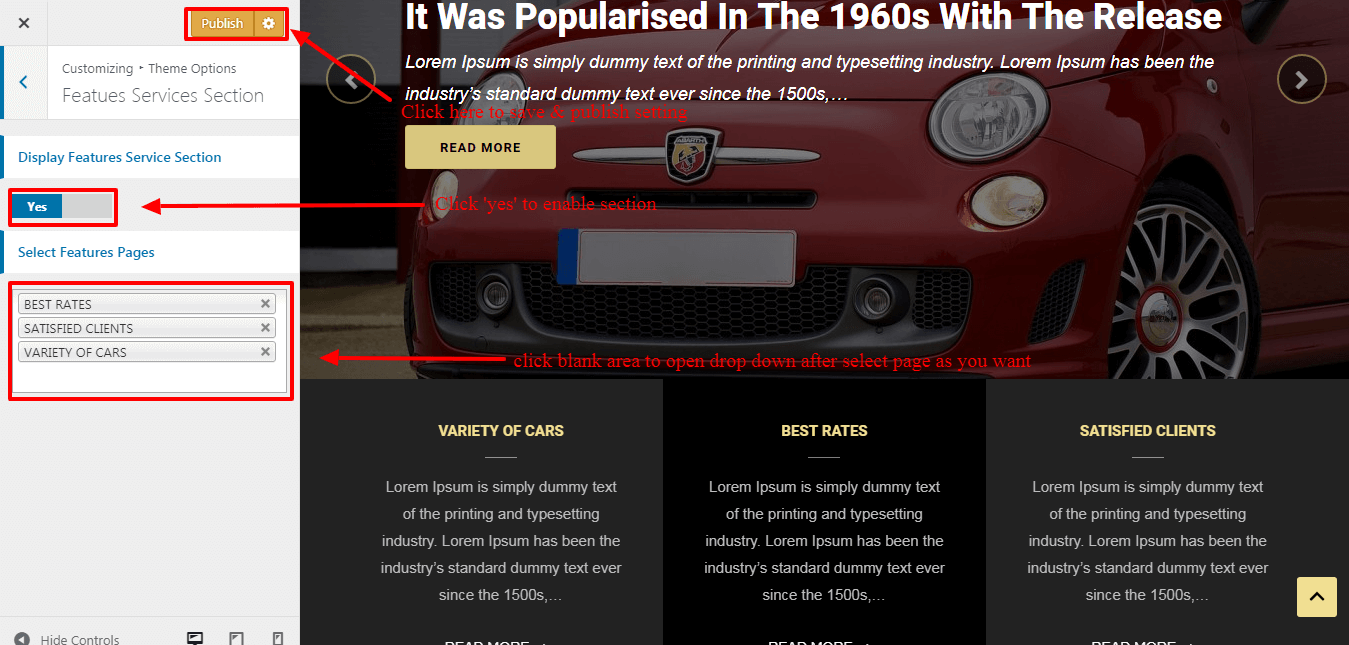 Publish
Customizing ▸ Theme Options
Featues Services Section
Display Features Service Section
Yes
Select Features Pages
BEST RATES
SATISFIED CLIENTS
VARIETY OF CARS
Hide Controls
It Was Popularised In The 1960s With The Release
Lorem Ipsum is simply dummy text of the printing and typesetting industry. Lorem Ipsum has been the
industry’s standard dummy text ever since the 1500s,…
Click here to save & publish setting
READ MORE
ABARTH
Click 'yes' to enable section
click blank area to open drop down after select page as you want
VARIETY OF CARS
Lorem Ipsum is simply dummy text
of the printing and typesetting
industry. Lorem Ipsum has been the
industry’s standard dummy text ever
since the 1500s,…
READ MORE
BEST RATES
Lorem Ipsum is simply dummy text
of the printing and typesetting
industry. Lorem Ipsum has been the
industry’s standard dummy text ever
since the 1500s,…
READ MORE
SATISFIED CLIENTS
Lorem Ipsum is simply dummy text
of the printing and typesetting
industry. Lorem Ipsum has been the
industry’s standard dummy text ever
since the 1500s,…
READ MORE